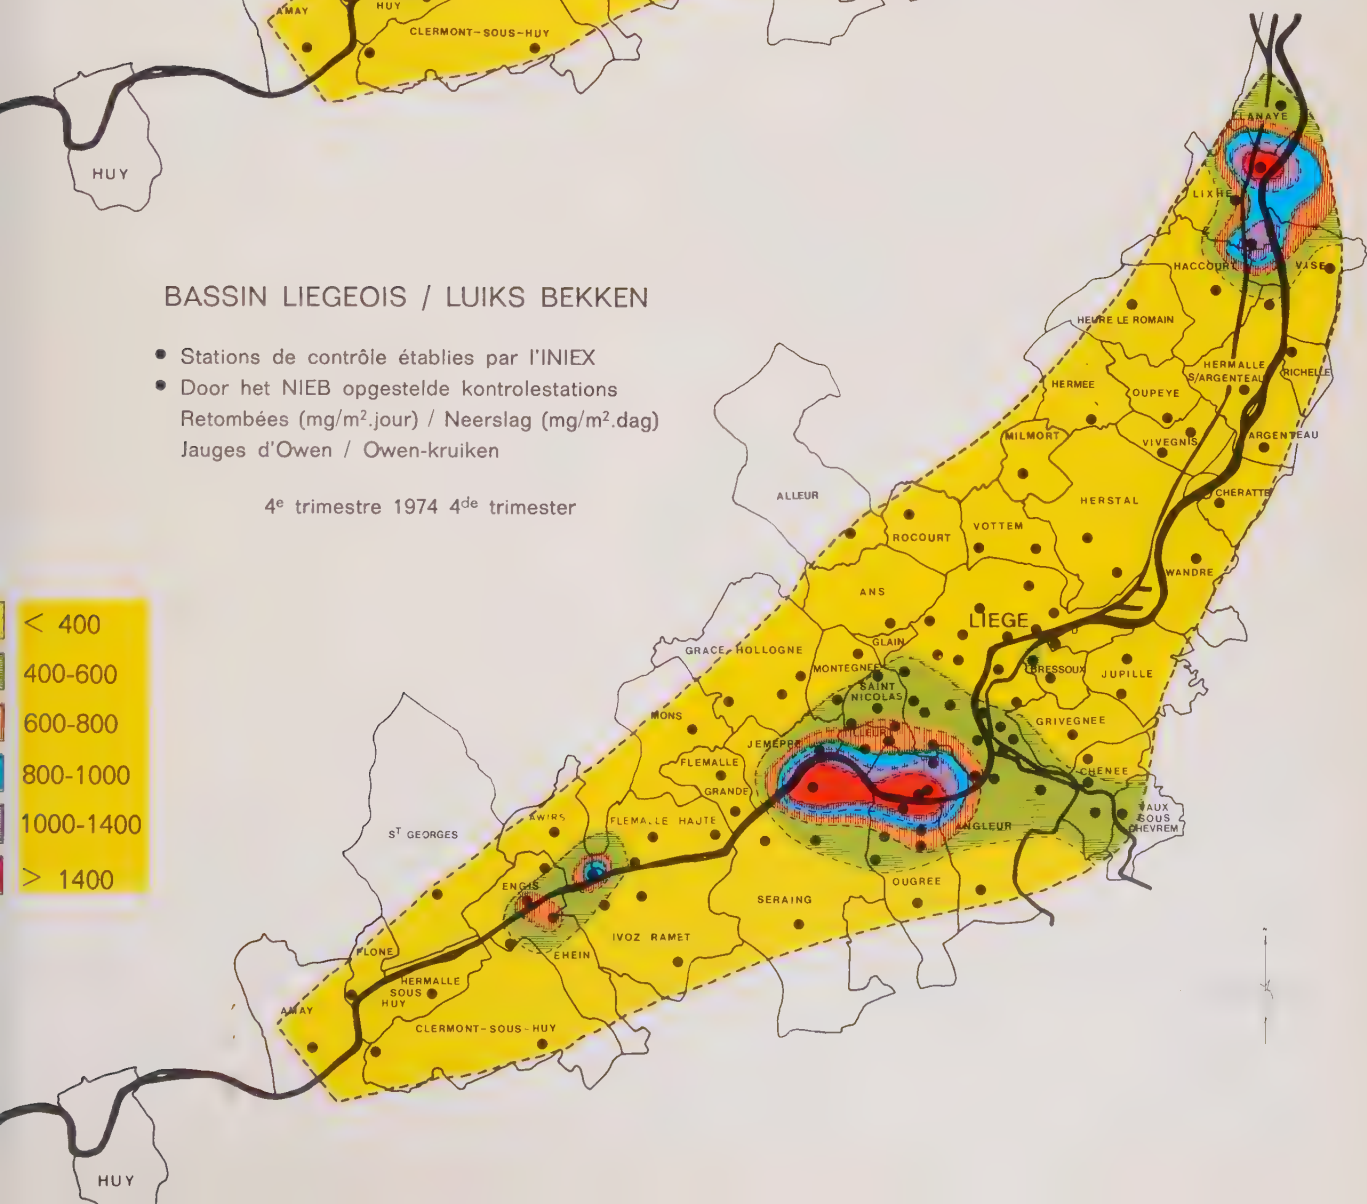 AMAY
HUY
CLERMONT-SOUS-HUY
HUY
BASSIN LIEGEOIS / LUIKS BEKKEN
● Stations de contrôle établies par l'INIEX
● Door het NIEB opgestelde kontrolestations
Retombées (mg/m².jour) / Neerslag (mg/m².dag)
Jauges d'Owen / Owen-kruiken
4e trimestre 1974 4de trimester
< 400
400-600
600-800
800-1000
1000-1400
> 1400
LANAYE
LIXHE
HACCOURT
VISE
HEURE LE ROMAIN
HERMALLE
S/ARGENTEAU
RICHELLE
HERMEE
OUPEYE
MILMORT
VIVEGNIS
ARGENTEAU
ALLEUR
HERSTAL
CHERATTE
ROCOURT
VOTTEM
WANDRE
ANS
LIEGE
GLAIN
GRACE-HOLLOGNE
MONTEGNEE
BRESSOUX
JUPILLE
SAINT
NICOLAS
MONS
GRIVEGNEE
JEMEPPE
TILLEUR
FLEMALLE
GRANDE
CHENEE
VAUX
SOUS
CHEVREM
ANGLEUR
AWIRS
FLEMALLE HAUTE
ST GEORGES
OUGREE
ENGIS
SERAING
IVOZ RAMET
EHEIN
FLONE
HERMALLE
SOUS
HUY
AMAY
CLERMONT-SOUS-HUY
HUY